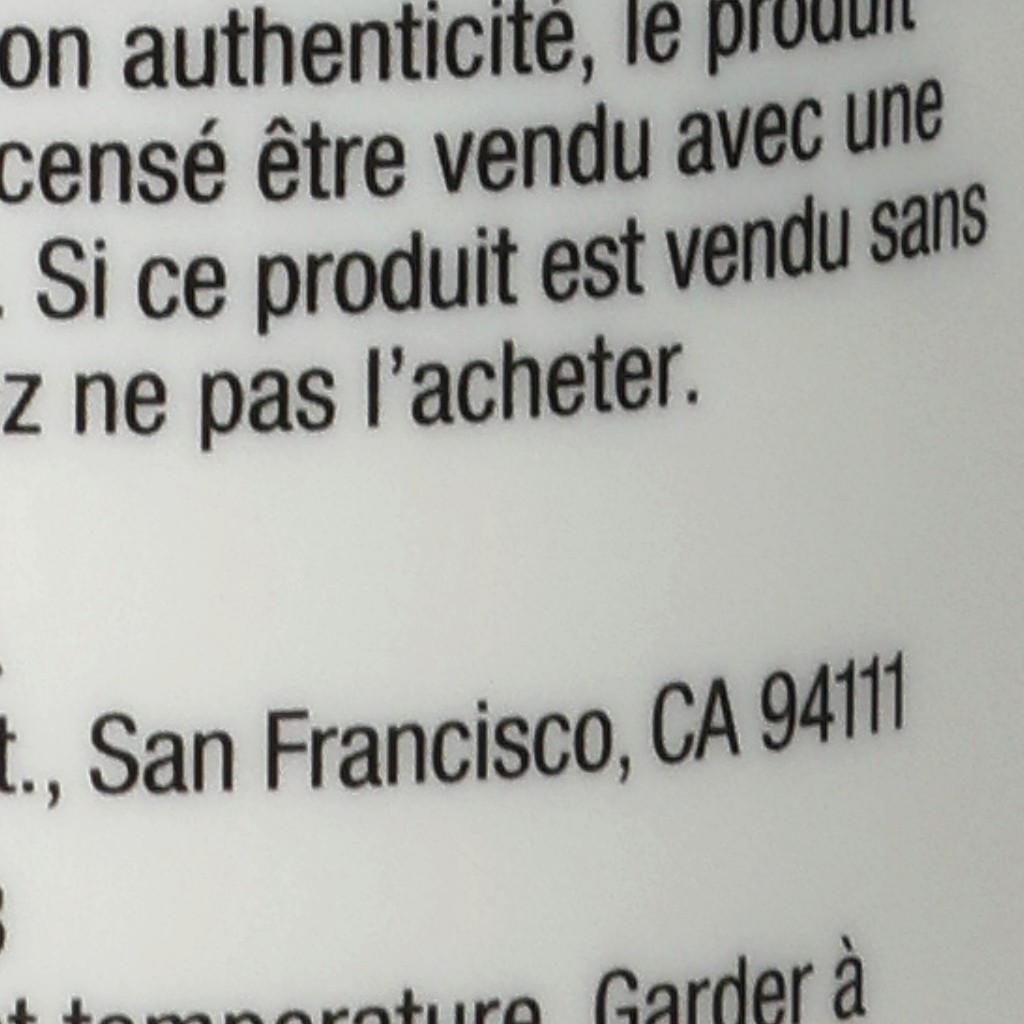 on authenticité, le produit
censé être vendu avec une
. Si ce produit est vendu sans
z ne pas l'acheter.
t., San Francisco, CA 94111
temperature. Garder à